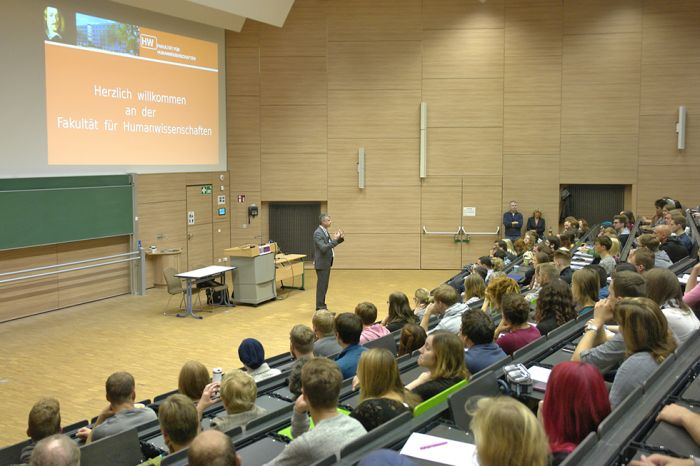 HW
FAKULTÄT FÜR
HUMANWISSENSCHAFTEN
Herzlich willkommen
an der
Fakultät für Humanwissenschaften